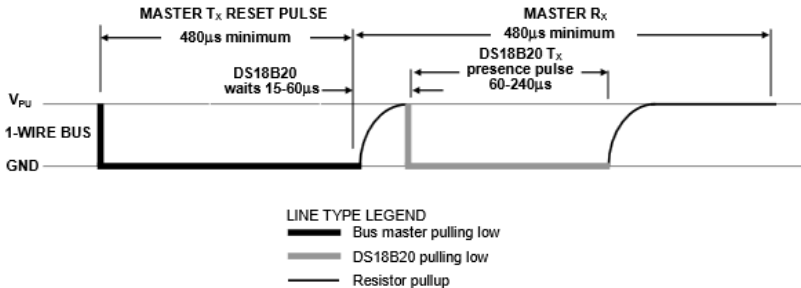 MASTER TX RESET PULSE
480µs minimum
MASTER RX
480µs minimum
DS18B20
waits 15-60µs
DS18B20 TX
presence pulse
60-240µs
VPU
1-WIRE BUS
GND
LINE TYPE LEGEND
Bus master pulling low
DS18B20 pulling low
Resistor pullup